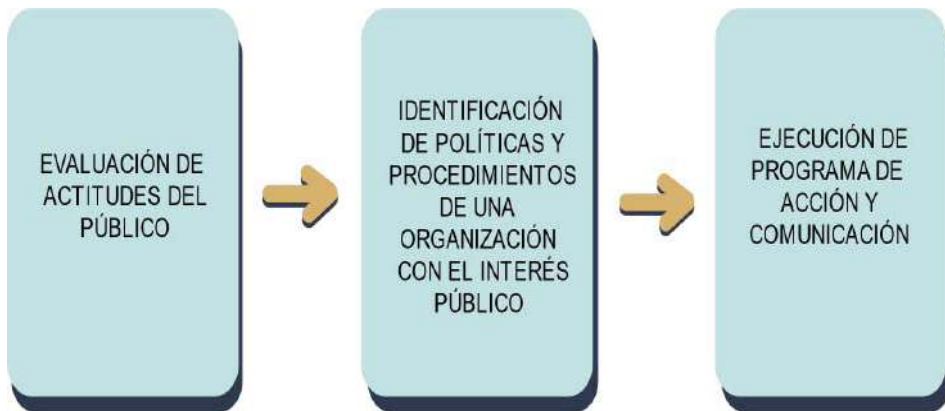 EVALUACIÓN DE
ACTITUDES DEL
PÚBLICO
IDENTIFICACIÓN
DE POLÍTICAS Y
PROCEDIMIENTOS
DE UNA
ORGANIZACIÓN
CON EL INTERÉS
PÚBLICO
EJECUCIÓN DE
PROGRAMA DE
ACCIÓN Y
COMUNICACIÓN